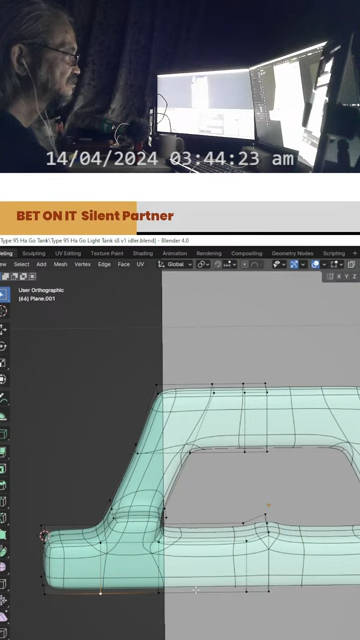 14/04/2024 03:44:23 am
BET ON IT Silent Partner
Type 95 Ha Go Tank\Type 95 Ha Go Light Tank s8 v1 idler.blend] - Blender 4.0
Sculpting UV Editing Texture Paint Shading Animation Rendering Compositing Geometry Nodes Scripting
Select Add Mesh Vertex Edge Face UV Global
X Y Z
User Orthographic
(66) Plane.001